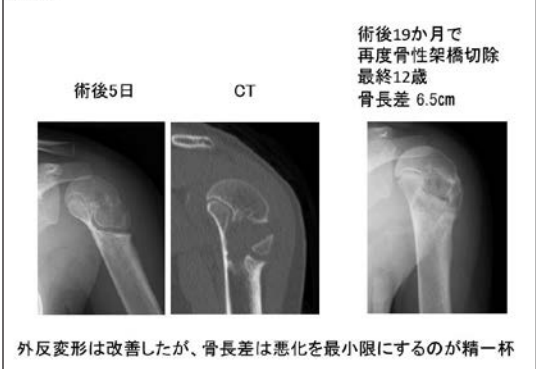 術後5日
CT
術後19か月で
再度骨性架橋切除
最終12歳
骨長差 6.5cm
外反変形は改善したが、骨長差は悪化を最小限にするのが精一杯